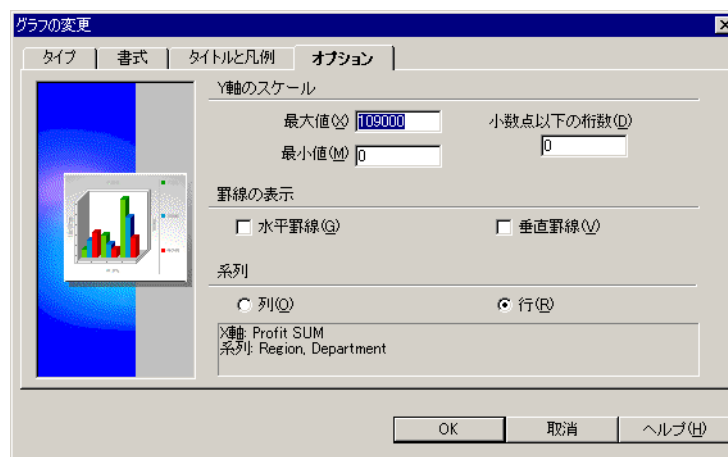 グラフの変更
タイプ 書式 タイトルと凡例 オプション
Y軸のスケール
最大値(X) 109000 小数点以下の桁数(D)
最小値(M) 0 0
罫線の表示
水平罫線(G) 垂直罫線(V)
系列
列(O) 行(R)
X軸: Profit SUM
系列: Region, Department
OK 取消 ヘルプ(H)